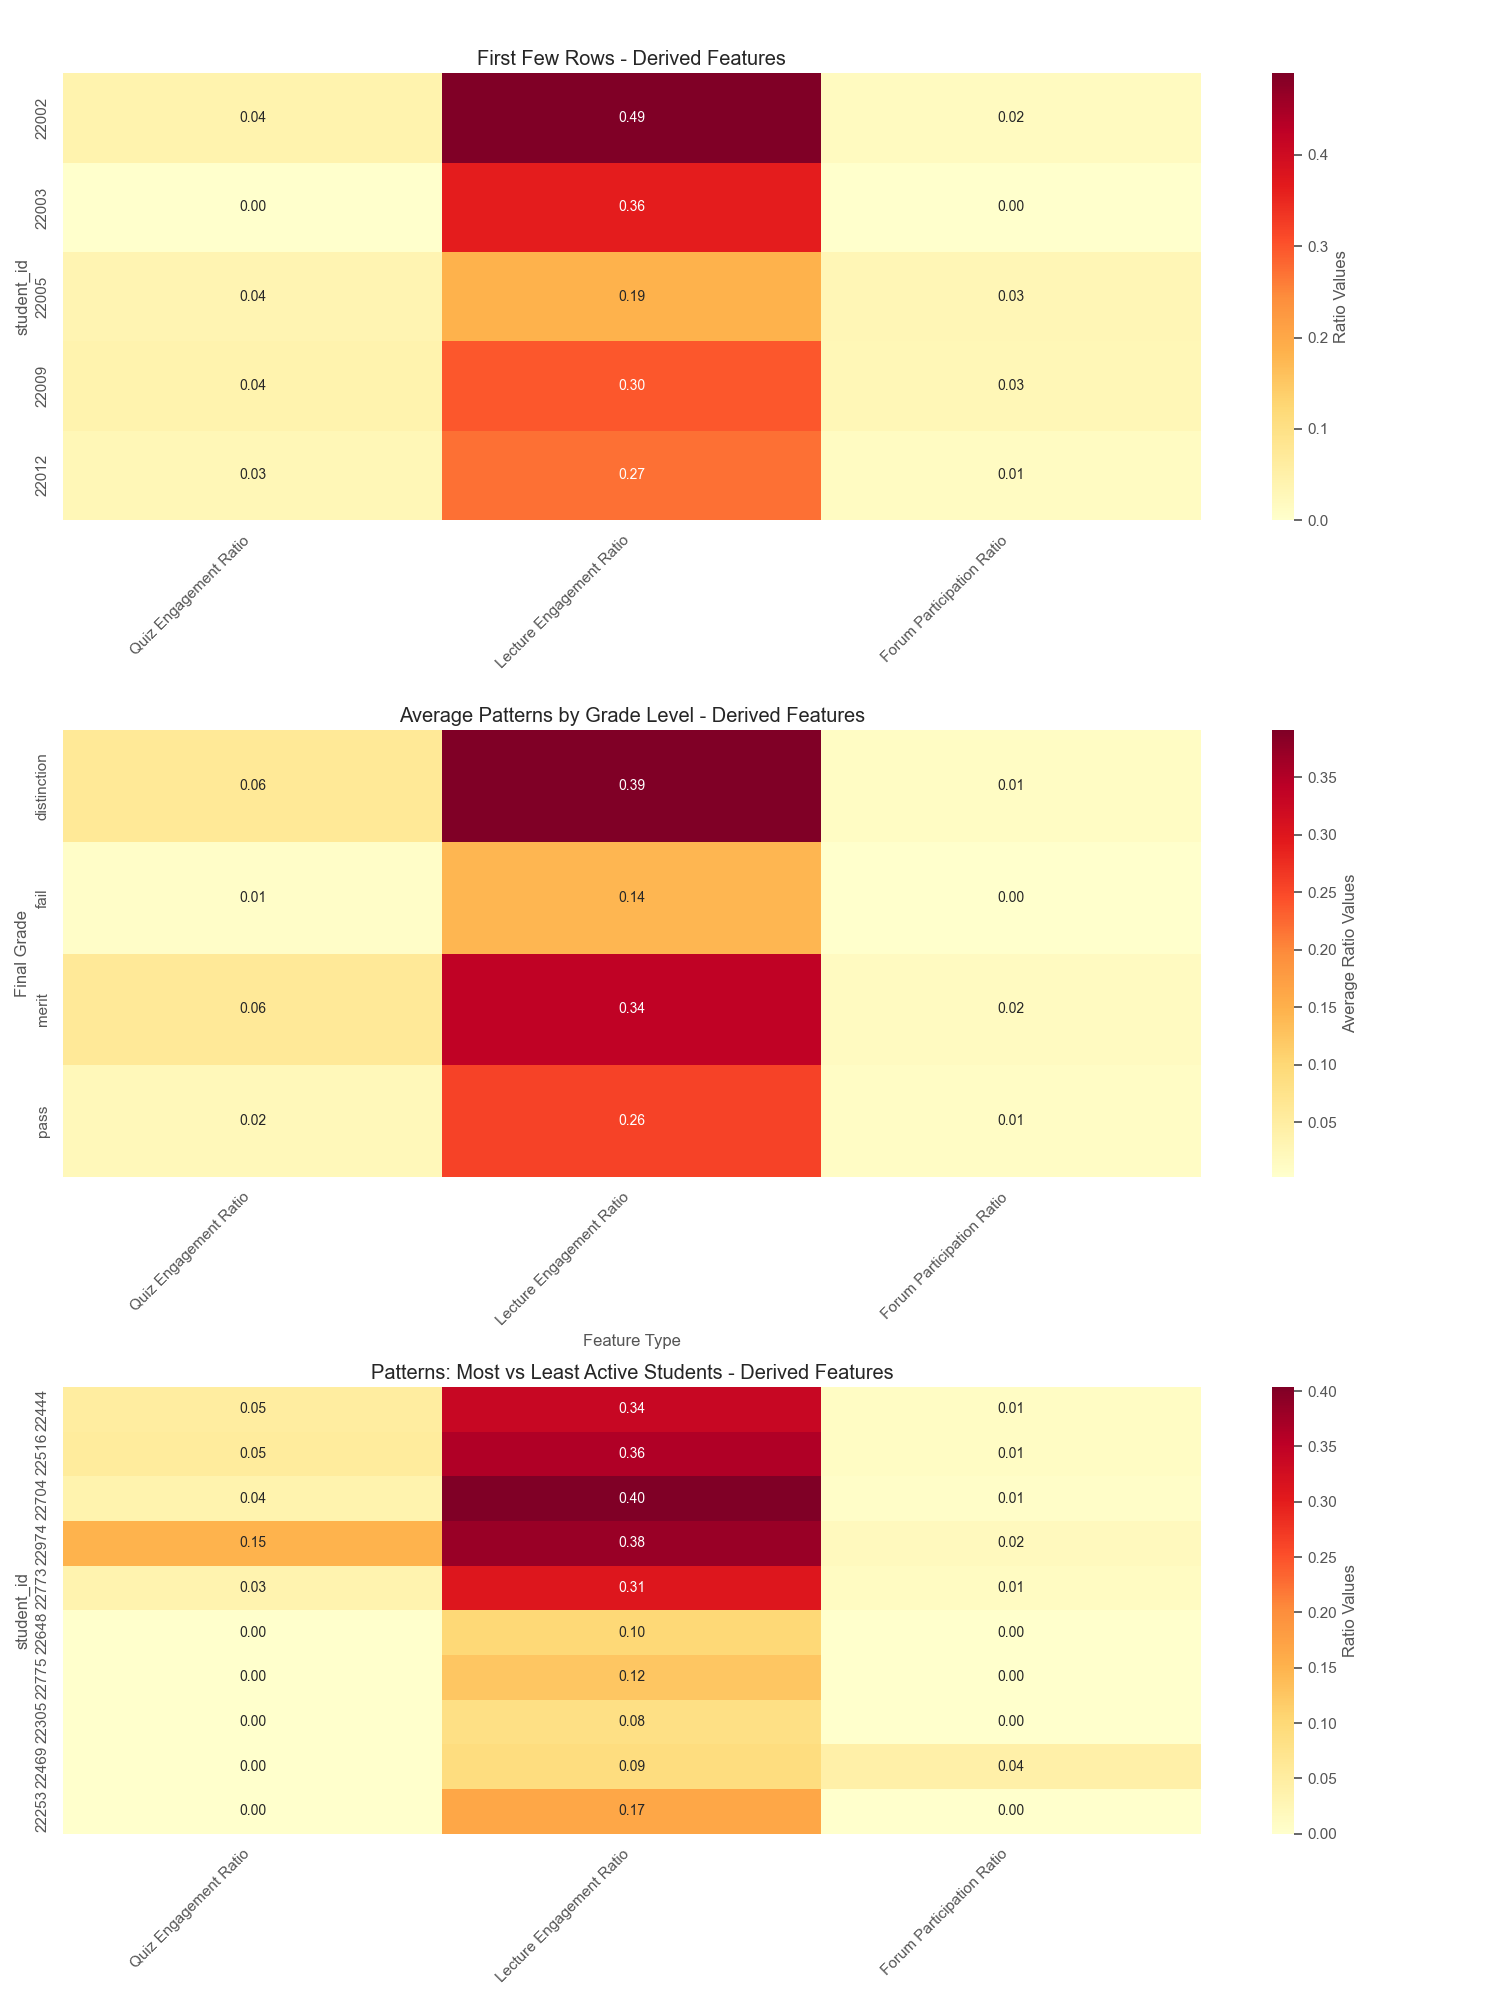 First Few Rows - Derived Features
student_id
22002 0.04 0.49 0.02
22003 0.00 0.36 0.00
22005 0.04 0.19 0.03
22009 0.04 0.30 0.03
22012 0.03 0.27 0.01
Quiz Engagement Ratio
Lecture Engagement Ratio
Forum Participation Ratio
0.4
0.3
0.2
0.1
0.0
Ratio Values
Average Patterns by Grade Level - Derived Features
Final Grade
distinction 0.06 0.39 0.01
fail 0.01 0.14 0.00
merit 0.06 0.34 0.02
pass 0.02 0.26 0.01
Quiz Engagement Ratio
Lecture Engagement Ratio
Forum Participation Ratio
Feature Type
0.35
0.30
0.25
0.20
0.15
0.10
0.05
Average Ratio Values
Patterns: Most vs Least Active Students - Derived Features
student_id
22444 0.05 0.34 0.01
22516 0.05 0.36 0.01
22704 0.04 0.40 0.01
22974 0.15 0.38 0.02
22773 0.03 0.31 0.01
22648 0.00 0.10 0.00
22775 0.00 0.12 0.00
22305 0.00 0.08 0.00
22469 0.00 0.09 0.04
22253 0.00 0.17 0.00
Quiz Engagement Ratio
Lecture Engagement Ratio
Forum Participation Ratio
0.40
0.35
0.30
0.25
0.20
0.15
0.10
0.05
0.00
Ratio Values